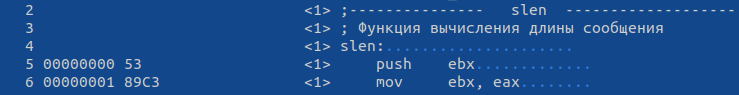 2 <1> ;--------------- slen -------------------
3 <1> ; Функция вычисления длины сообщения
4 <1> slen:......................
5 00000000 53 <1> push ebx.............
6 00000001 89C3 <1> mov ebx, eax........